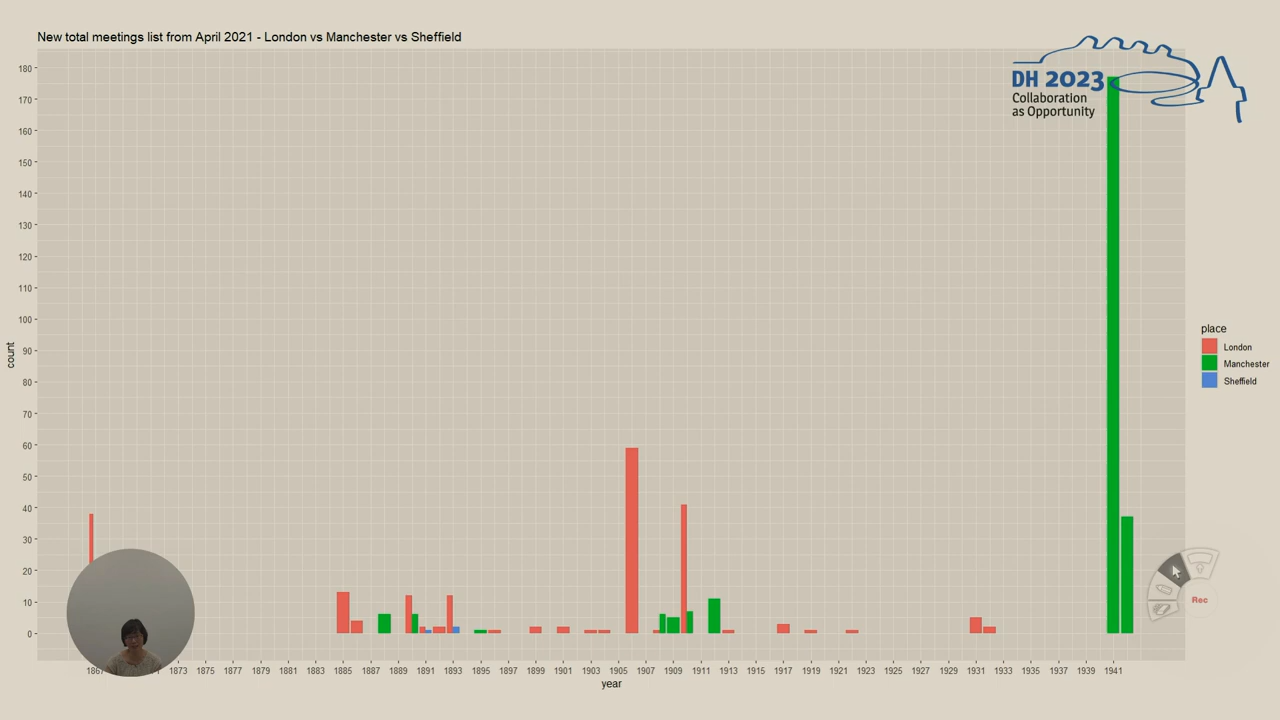 New total meetings list from April 2021 - London vs Manchester vs Sheffield
DH 2023
Collaboration
as Opportunity
180
170
160
150
140
130
120
110
100
90
80
70
60
50
40
30
20
10
0
count
place
London
Manchester
Sheffield
Rec
1867 1873 1875 1877 1879 1881 1883 1885 1887 1889 1891 1893 1895 1897 1899 1901 1903 1905 1907 1909 1911 1913 1915 1917 1919 1921 1923 1925 1927 1929 1931 1933 1935 1937 1939 1941
year